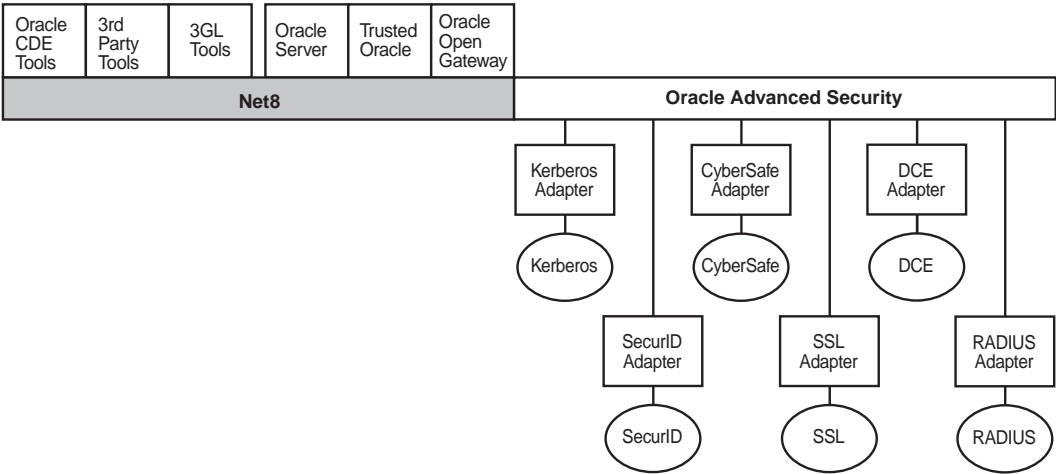 Oracle
CDE
Tools
3rd
Party
Tools
3GL
Tools
Oracle
Server
Trusted
Oracle
Oracle
Open
Gateway
Net8
Oracle Advanced Security
Kerberos
Adapter
CyberSafe
Adapter
DCE
Adapter
Kerberos
CyberSafe
DCE
SecurID
Adapter
SSL
Adapter
RADIUS
Adapter
SecurID
SSL
RADIUS